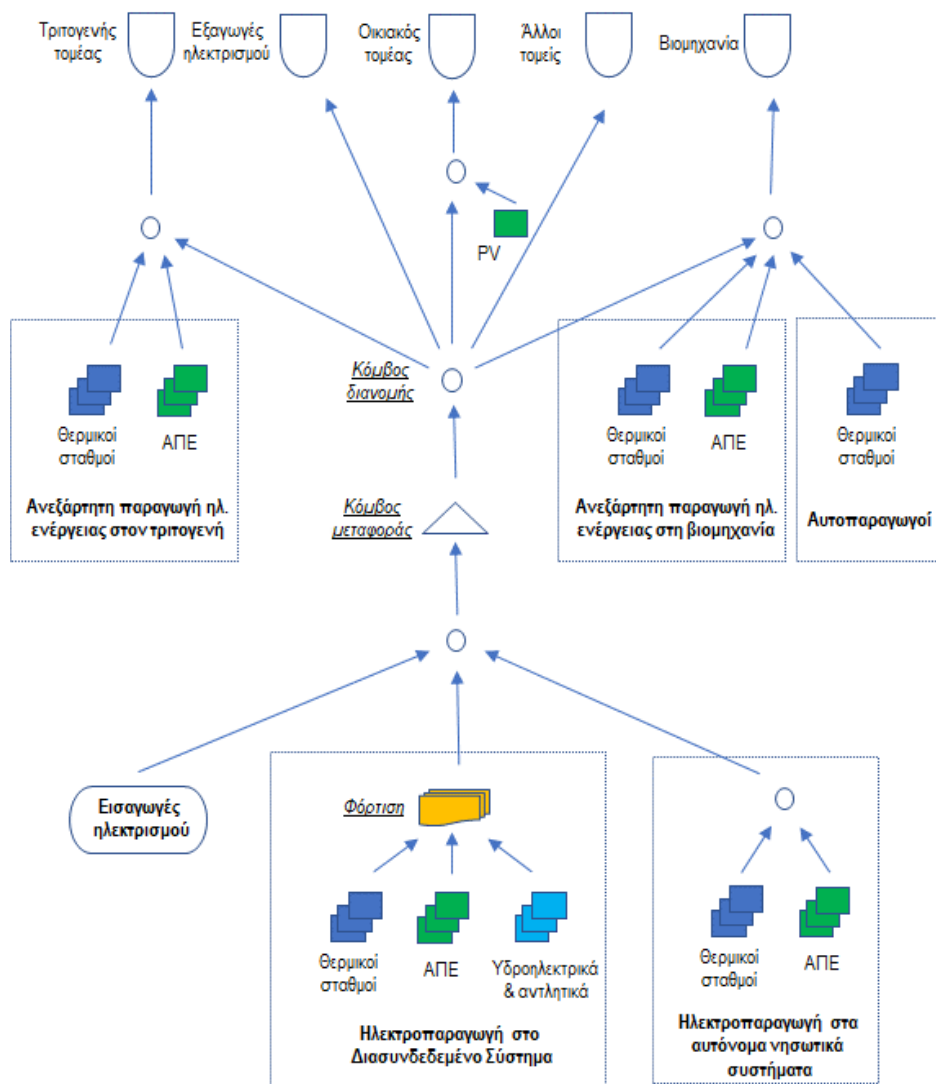 Τριτογενής
τομέας
Εξαγωγές
ηλεκτρισμού
Οικιακός
τομέας
Άλλοι
τομείς
Βιομηχανία
PV
Κόμβος
διανομής
Θερμικοί
σταθμοί
ΑΠΕ
Ανεξάρτητη παραγωγή ηλ.
ενέργειας στον τριτογενή
Θερμικοί
σταθμοί
ΑΠΕ
Ανεξάρτητη παραγωγή ηλ.
ενέργειας στη βιομηχανία
Θερμικοί
σταθμοί
Αυτοπαραγωγοί
Κόμβος
μεταφοράς
Εισαγωγές
ηλεκτρισμού
Φόρτιση
Θερμικοί
σταθμοί
ΑΠΕ
Υδροηλεκτρικά
& αντλητικά
Ηλεκτροπαραγωγή στο
Διασυνδεδεμένο Σύστημα
Θερμικοί
σταθμοί
ΑΠΕ
Ηλεκτροπαραγωγή στα
αυτόνομα νησωτικά
συστήματα